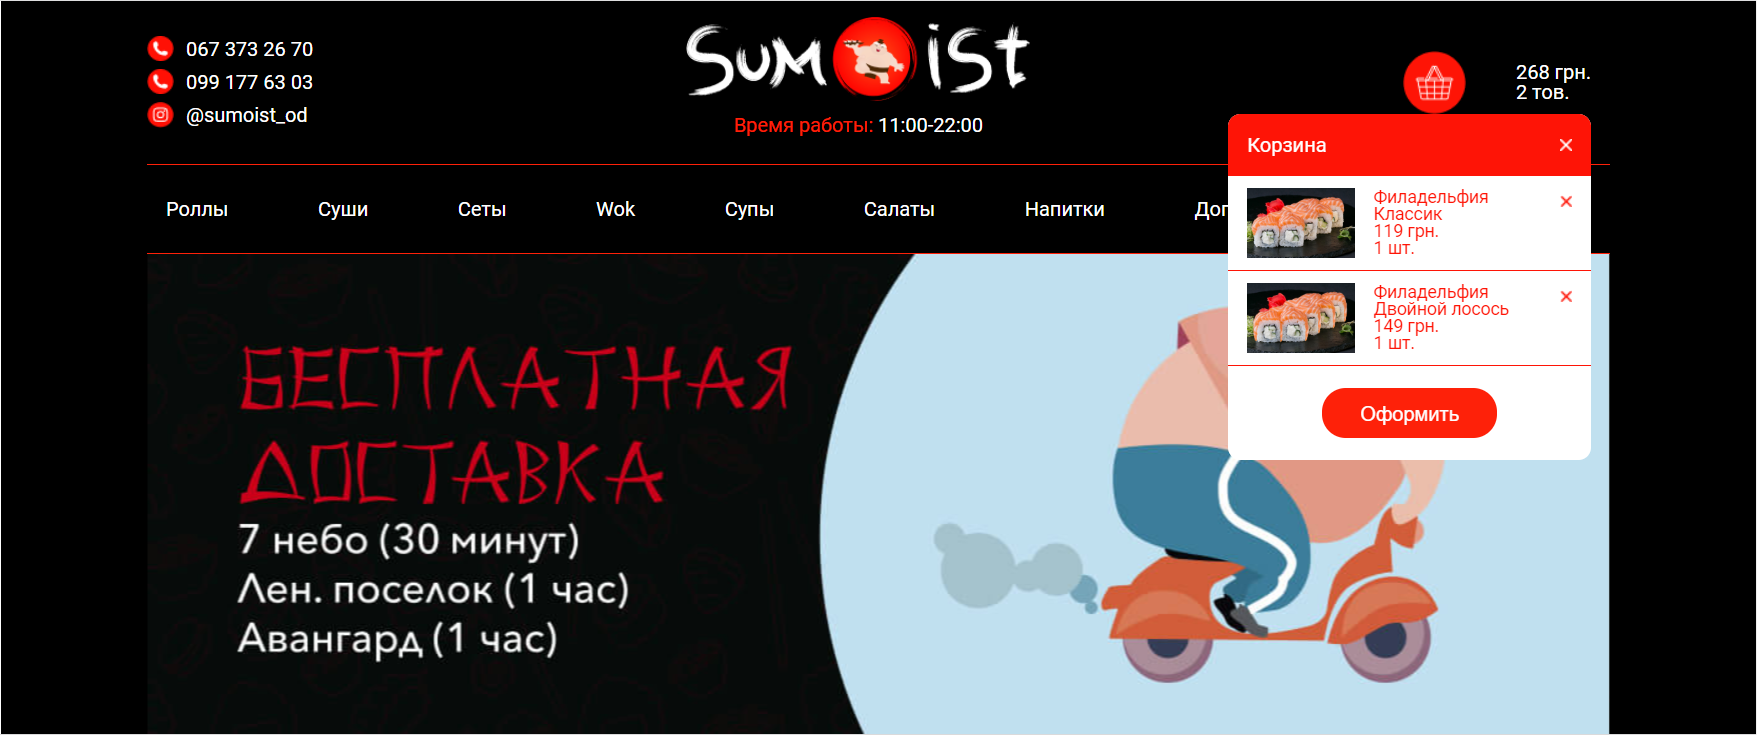 067 373 26 70
099 177 63 03
@sumoist_od
SUMOIST
Время работы: 11:00-22:00
268 грн.
2 тов.
Роллы Суши Сеты Wok Супы Салаты Напитки
Корзина
Филадельфия
Классик
119 грн.
1 шт.
Филадельфия
Двойной лосось
149 грн.
1 шт.
Оформить
БЕСПЛАТНАЯ
ДОСТАВКА
7 небо (30 минут)
Лен. поселок (1 час)
Авангард (1 час)